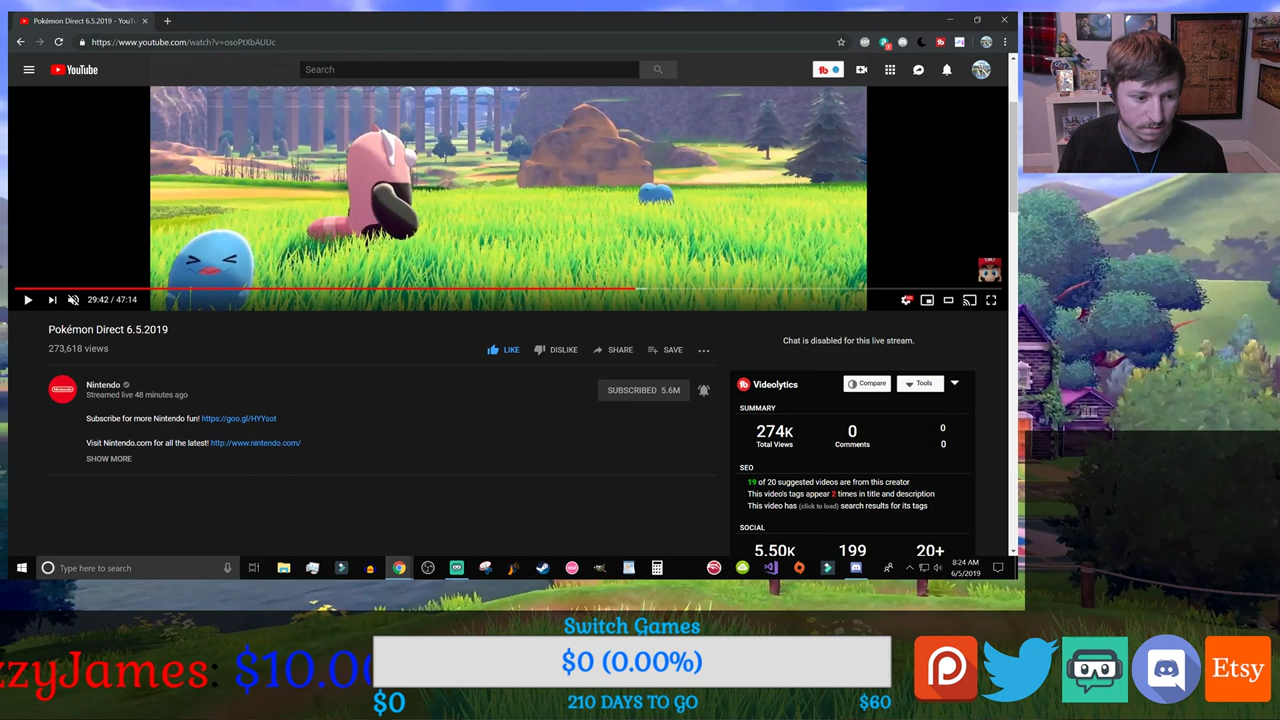 Pokémon Direct 6.5.2019 - YouT
https://www.youtube.com/watch?v=osoPtXbAUUc
YouTube
Search
29:42 / 47:14
Pokémon Direct 6.5.2019
273,618 views
LIKE
DISLIKE
SHARE
SAVE
Nintendo
Streamed live 48 minutes ago
SUBSCRIBED 5.6M
Subscribe for more Nintendo fun! https://goo.gl/HYYsot
Visit Nintendo.com for all the latest! http://www.nintendo.com/
SHOW MORE
Chat is disabled for this live stream.
Videolytics
Compare
Tools
SUMMARY
274K
Total Views
0
Comments
0
0
SEO
19 of 20 suggested videos are from this creator
This video's tags appear 2 times in title and description
This video has (click to load) search results for its tags
SOCIAL
5.50K
199
20+
Type here to search
8:24 AM
6/5/2019
Switch Games
zzyJames: $10.0
$0 (0.00%)
$0
210 DAYS TO GO
$60
Etsy